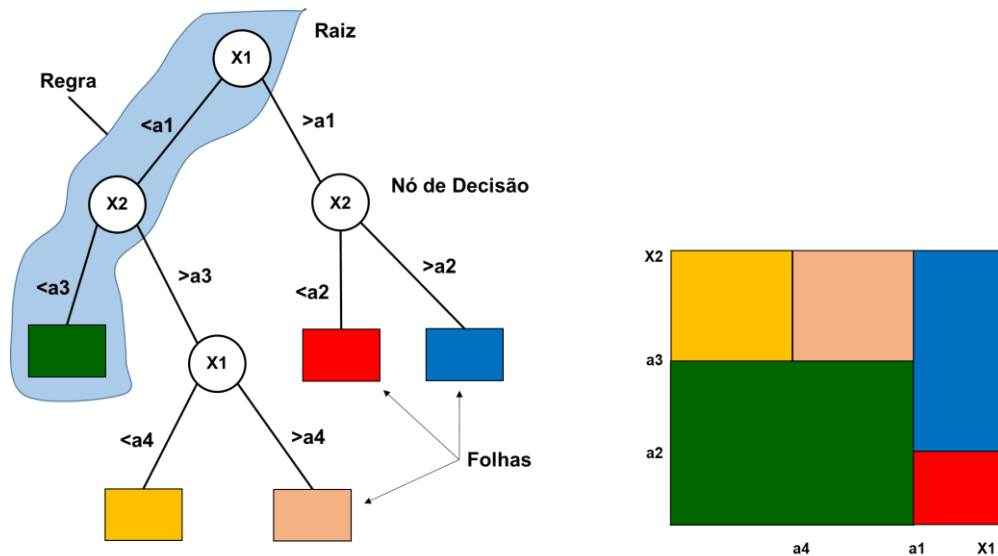 Raiz
X1
Regra
<a1
>a1
Nó de Decisão
X2
X2
<a3
>a3
<a2
>a2
X1
<a4
>a4
Folhas
X2
a3
a2
a4
a1
X1